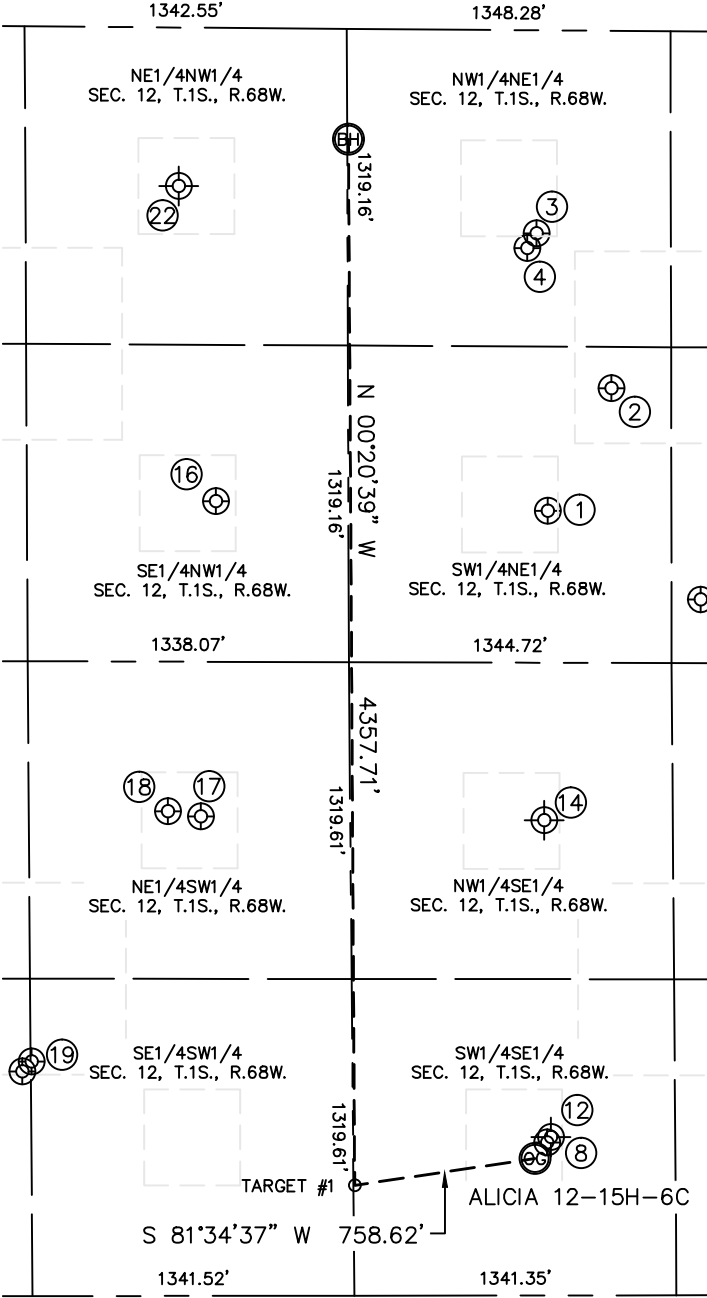 1342.55’
1348.28’
NE1/4NW1/4
SEC. 12, T.1S., R.68W.
NW1/4NE1/4
SEC. 12, T.1S., R.68W.
BH
1319.16’
22
3
4
N 00°20’39” W
2
16
1319.16’
1
SE1/4NW1/4
SEC. 12, T.1S., R.68W.
SW1/4NE1/4
SEC. 12, T.1S., R.68W.
1338.07’
1344.72’
4357.71’
18
17
1319.61’
14
NE1/4SW1/4
SEC. 12, T.1S., R.68W.
NW1/4SE1/4
SEC. 12, T.1S., R.68W.
19
SE1/4SW1/4
SEC. 12, T.1S., R.68W.
SW1/4SE1/4
SEC. 12, T.1S., R.68W.
1319.61’
12
8
OG
TARGET #1
ALICIA 12-15H-6C
S 81°34’37” W 758.62’
1341.52’
1341.35’